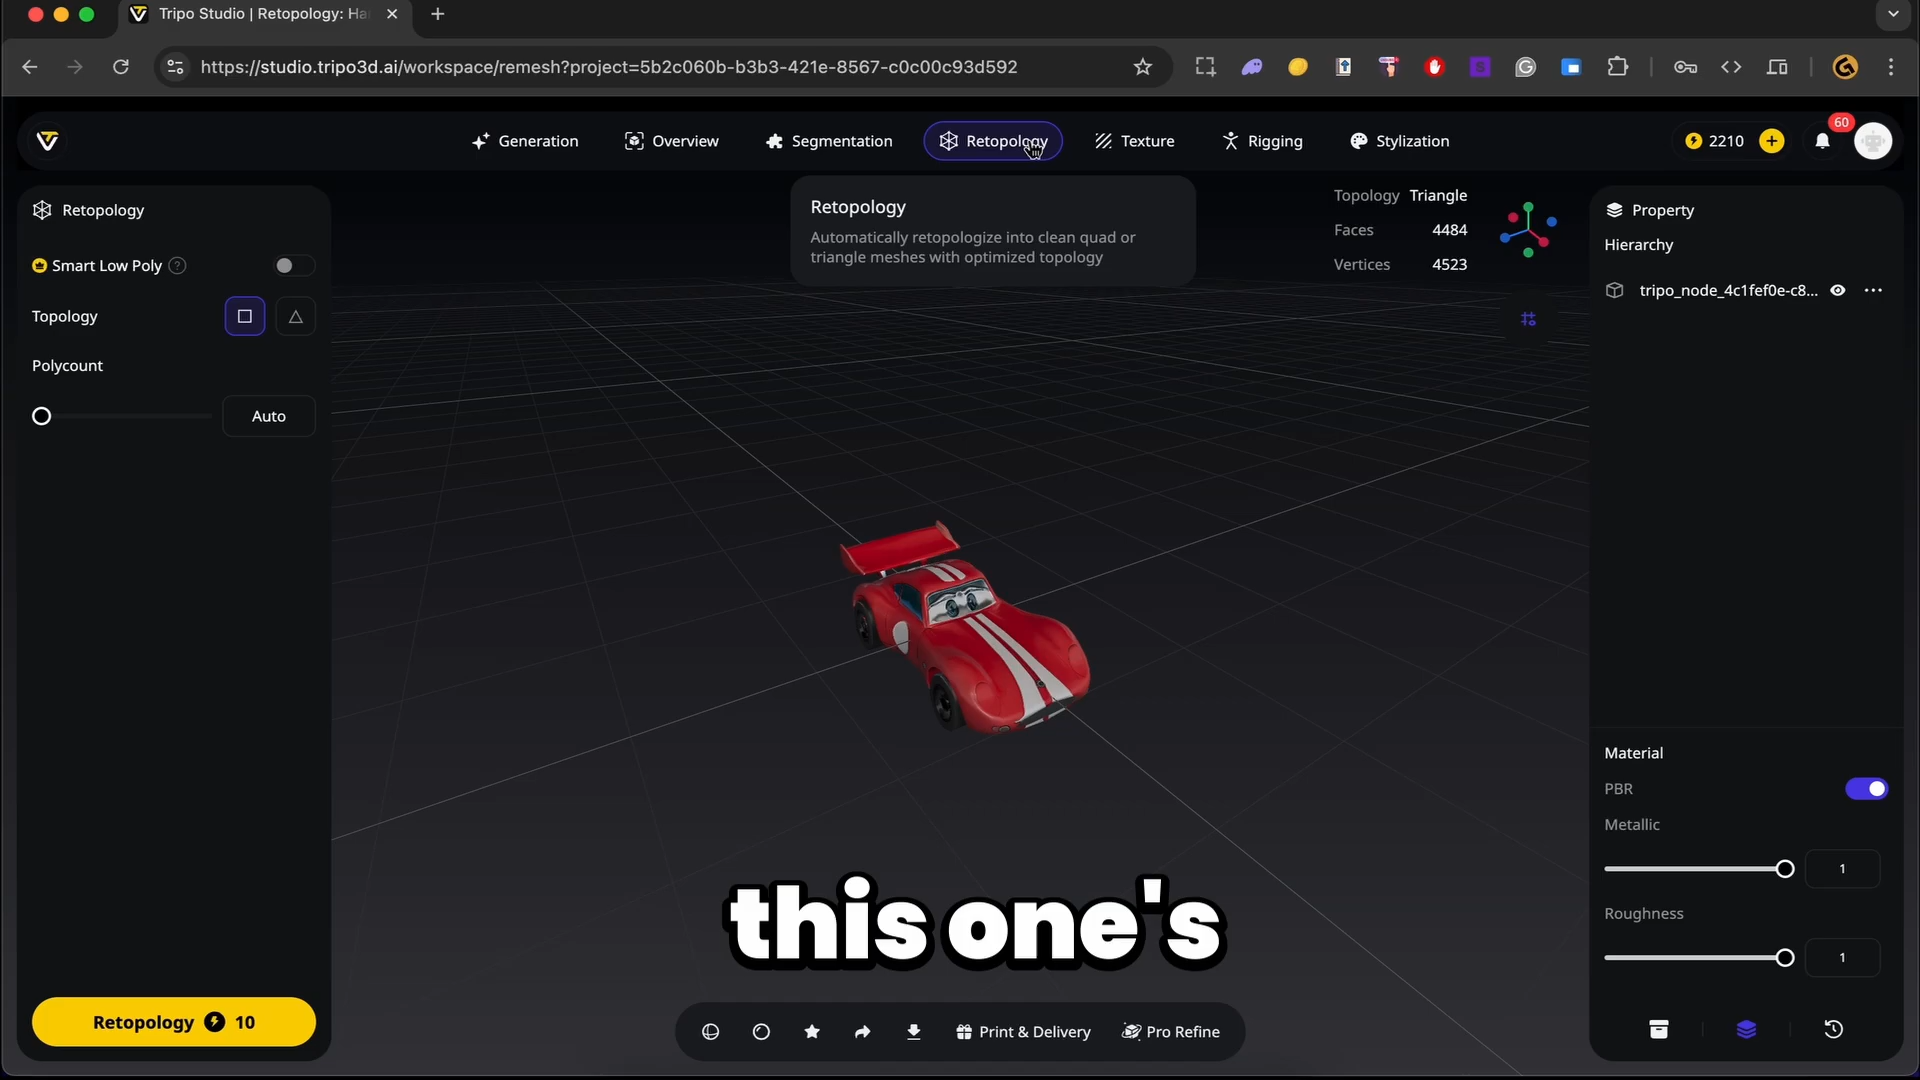 Tripo Studio | Retopology: Ha
https://studio.tripo3d.ai/workspace/remesh?project=5b2c060b-b3b3-421e-8567-c0c00c93d592
Generation
Overview
Segmentation
Retopology
Texture
Rigging
Stylization
2210
60
Retopology
Smart Low Poly ?
Topology
Polycount
Auto
Retopology 10
Retopology
Automatically retopologize into clean quad or
triangle meshes with optimized topology
Topology Triangle
Faces 4484
Vertices 4523
Property
Hierarchy
tripo_node_4c1fef0e-c8...
Material
PBR
Metallic
1
Roughness
1
this one's
Print & Delivery
Pro Refine